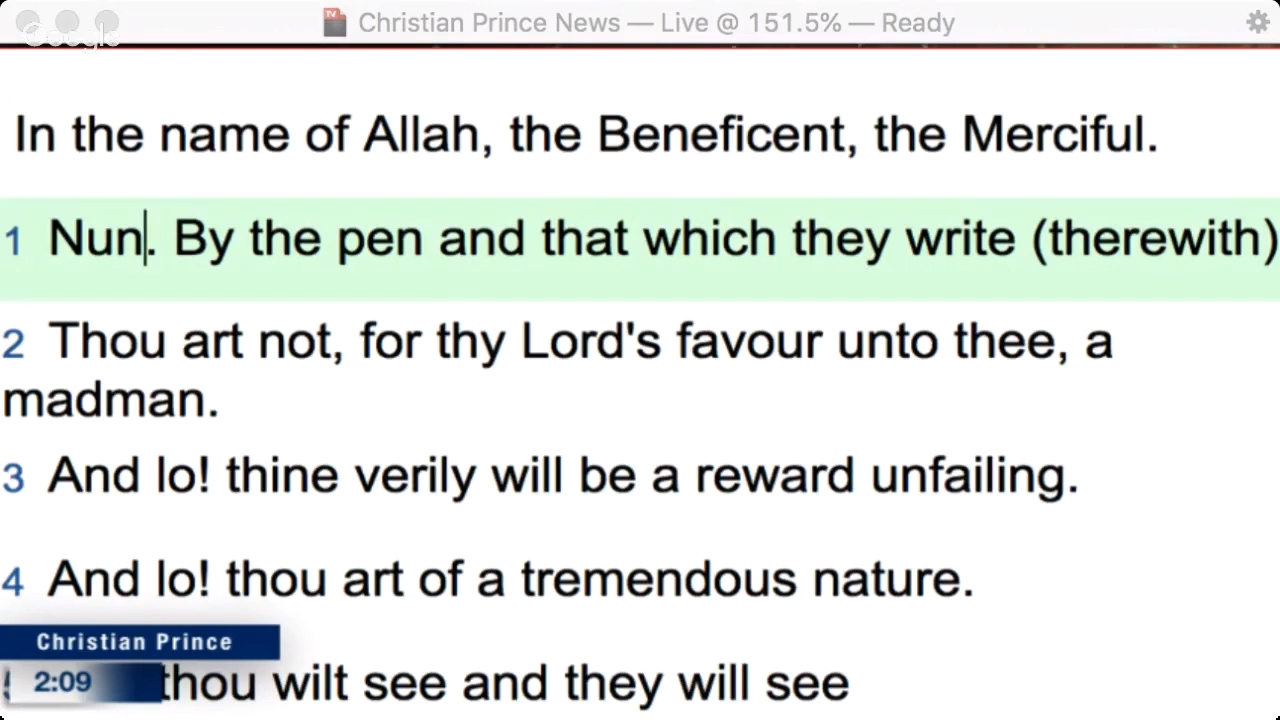 Christian Prince News — Live @ 151.5% — Ready
Google
In the name of Allah, the Beneficent, the Merciful.
1 Nun. By the pen and that which they write (therewith)
2 Thou art not, for thy Lord's favour unto thee, a
madman.
3 And lo! thine verily will be a reward unfailing.
4 And lo! thou art of a tremendous nature.
Christian Prince
2:09
thou wilt see and they will see